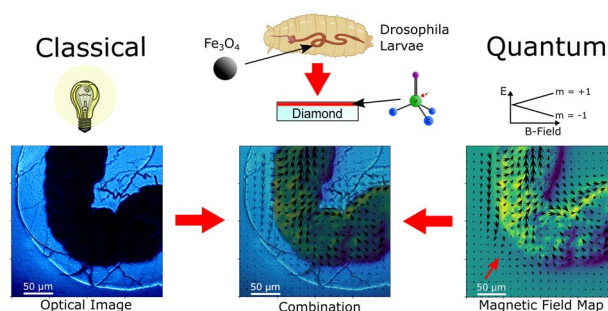 Classical
Fe₃O₄
Drosophila
Larvae
Quantum
Diamond
E
m = +1
m = -1
B-Field
50 µm
50 µm
50 µm
Optical Image
Combination
Magnetic Field Map